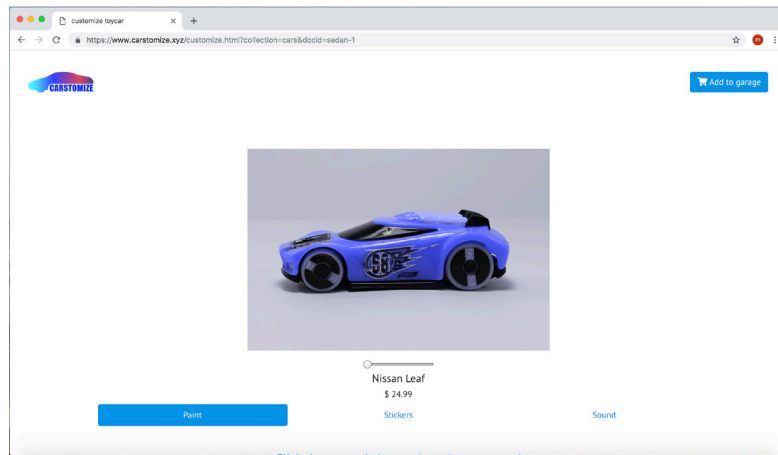 customize toycar
https://www.carstomize.xyz/customize.html?collection=cars&docid=sedan-1
m
CARSTOMIZE
Add to garage
Nissan Leaf
$ 24.99
Paint
Stickers
Sound